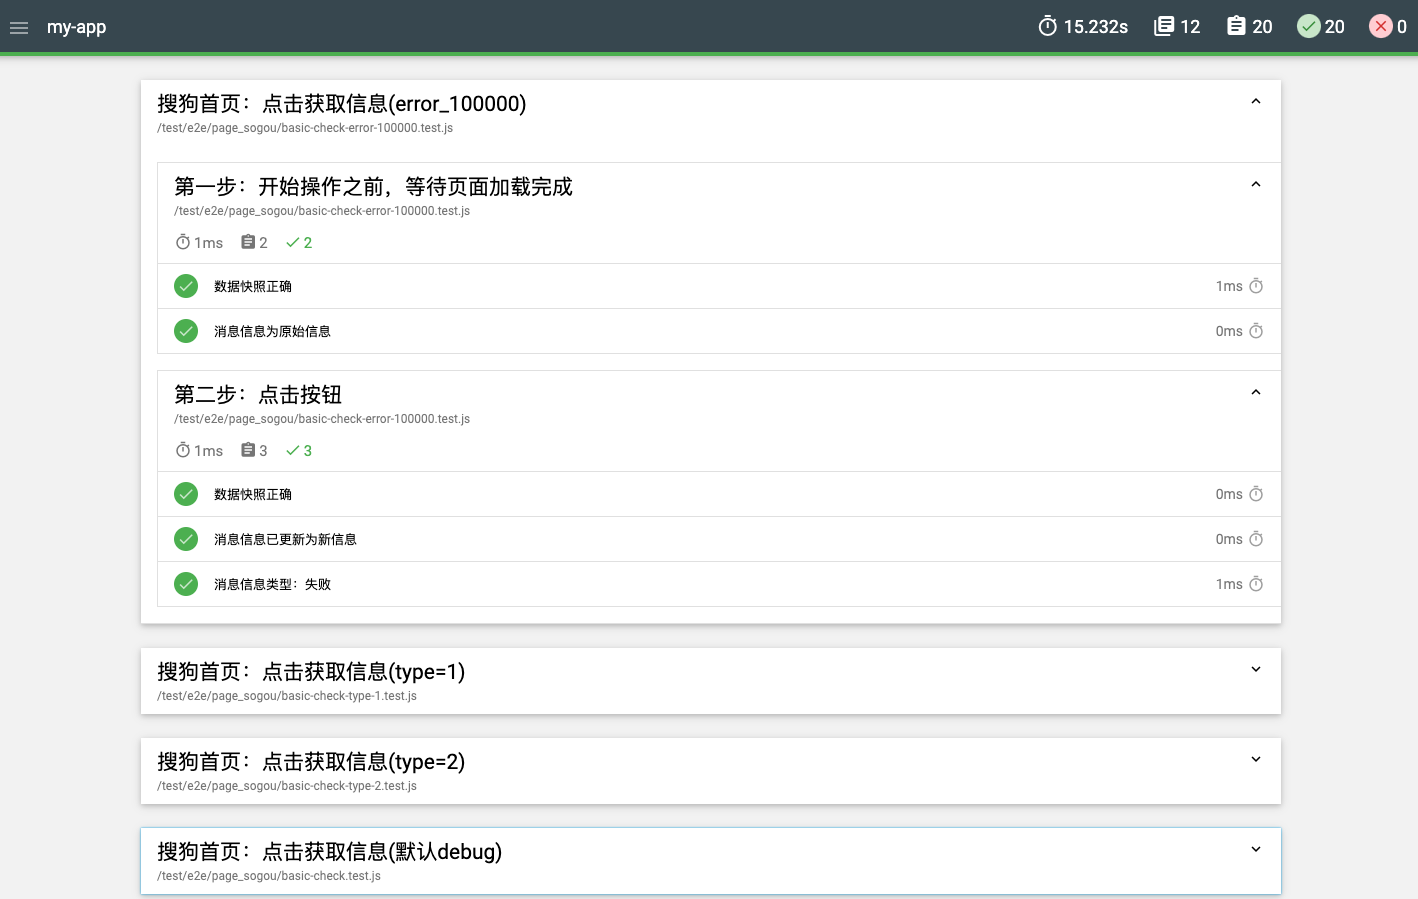 my-app
15.232s 12 20 20 0
搜狗首页：点击获取信息(error_100000)
/test/e2e/page_sogou/basic-check-error-100000.test.js
第一步：开始操作之前，等待页面加载完成
/test/e2e/page_sogou/basic-check-error-100000.test.js
1ms 2 2
数据快照正确 1ms
消息信息为原始信息 0ms
第二步：点击按钮
/test/e2e/page_sogou/basic-check-error-100000.test.js
1ms 3 3
数据快照正确 0ms
消息信息已更新为新信息 0ms
消息信息类型：失败 1ms
搜狗首页：点击获取信息(type=1)
/test/e2e/page_sogou/basic-check-type-1.test.js
搜狗首页：点击获取信息(type=2)
/test/e2e/page_sogou/basic-check-type-2.test.js
搜狗首页：点击获取信息(默认debug)
/test/e2e/page_sogou/basic-check.test.js